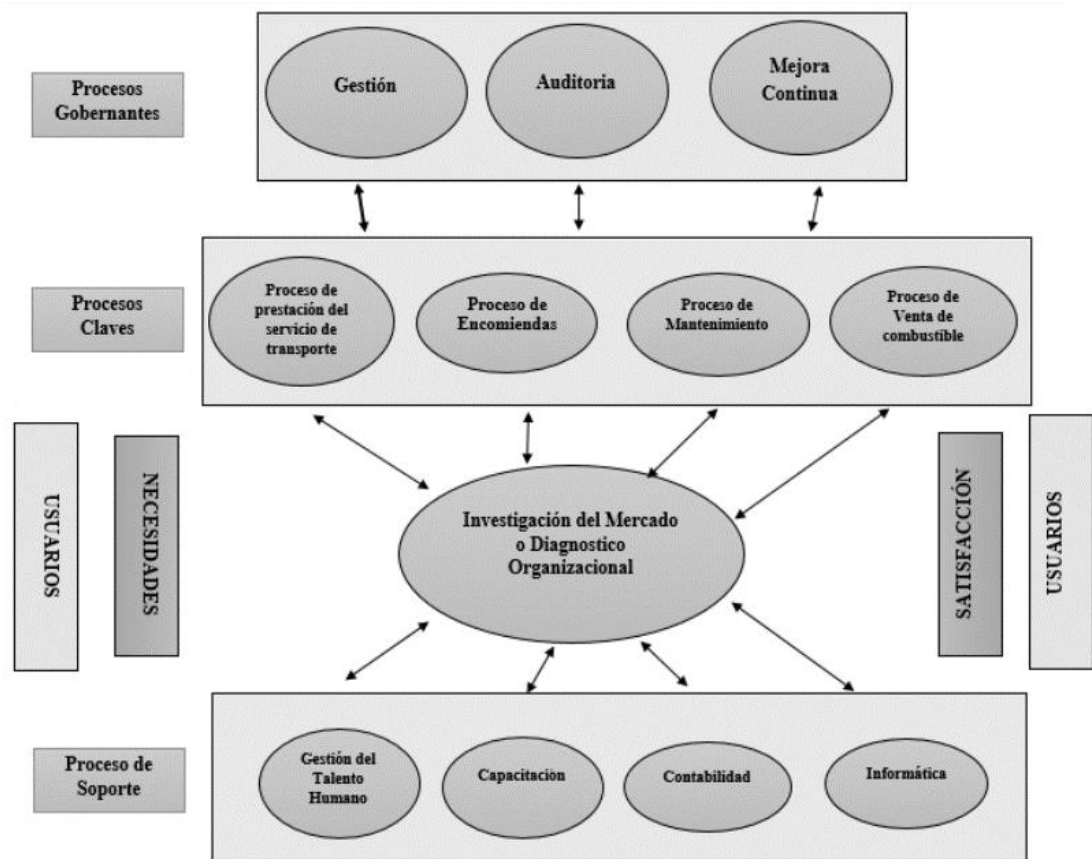 Procesos
Gobernantes
Gestión
Auditoria
Mejora
Continua
Procesos
Claves
Proceso de
prestación del
servicio de
transporte
Proceso de
Encomiendas
Proceso de
Mantenimiento
Proceso de
Venta de
combustible
USUARIOS
NECESIDADES
Investigación del Mercado
o Diagnostico
Organizacional
SATISFACCIÓN
USUARIOS
Proceso de
Soporte
Gestión del
Talento
Humano
Capacitación
Contabilidad
Informática